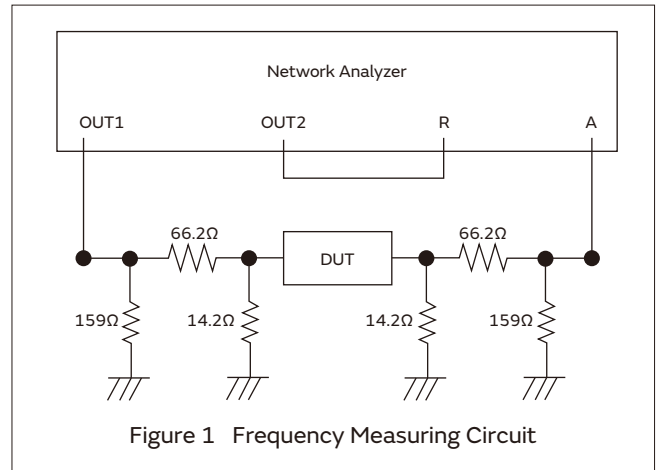 Network Analyzer
OUT1 OUT2 R A
66.2Ω 66.2Ω
DUT
159Ω 14.2Ω 14.2Ω 159Ω
Figure 1 Frequency Measuring Circuit